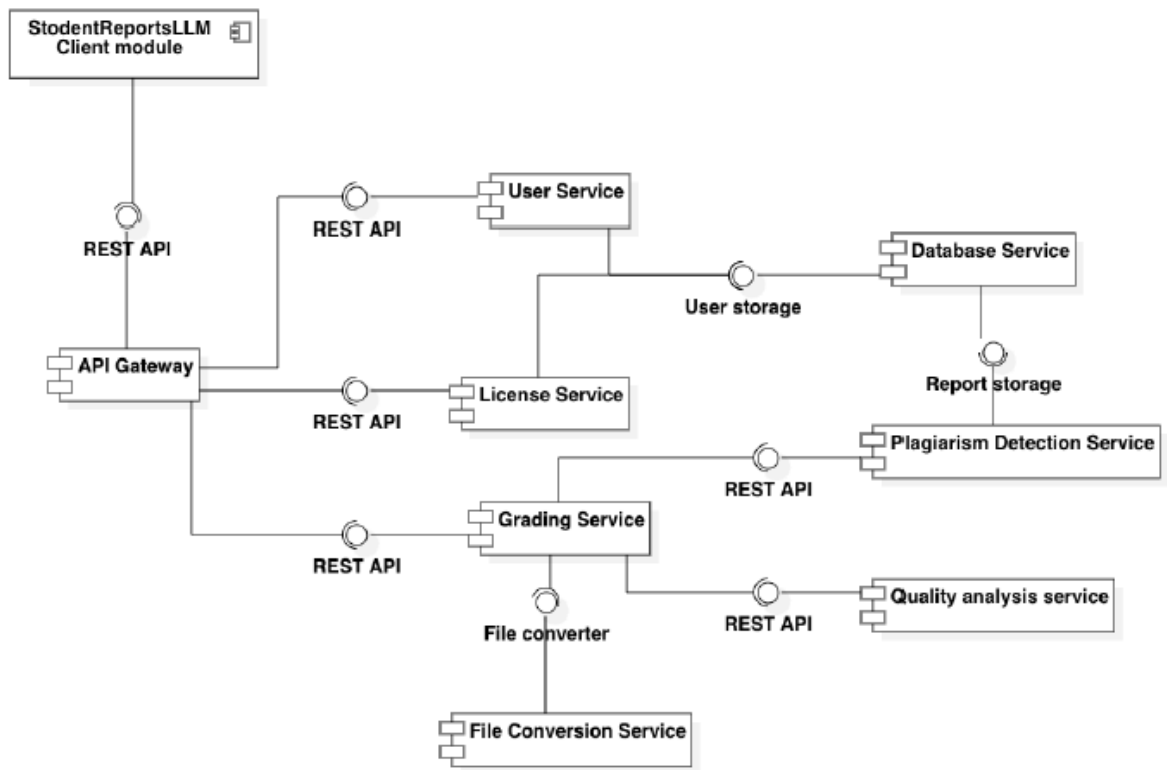 StodentReportsLLM
Client module
REST API
User Service
REST API
Database Service
User storage
API Gateway
License Service
REST API
Report storage
Plagiarism Detection Service
REST API
Grading Service
REST API
Quality analysis service
REST API
File converter
File Conversion Service